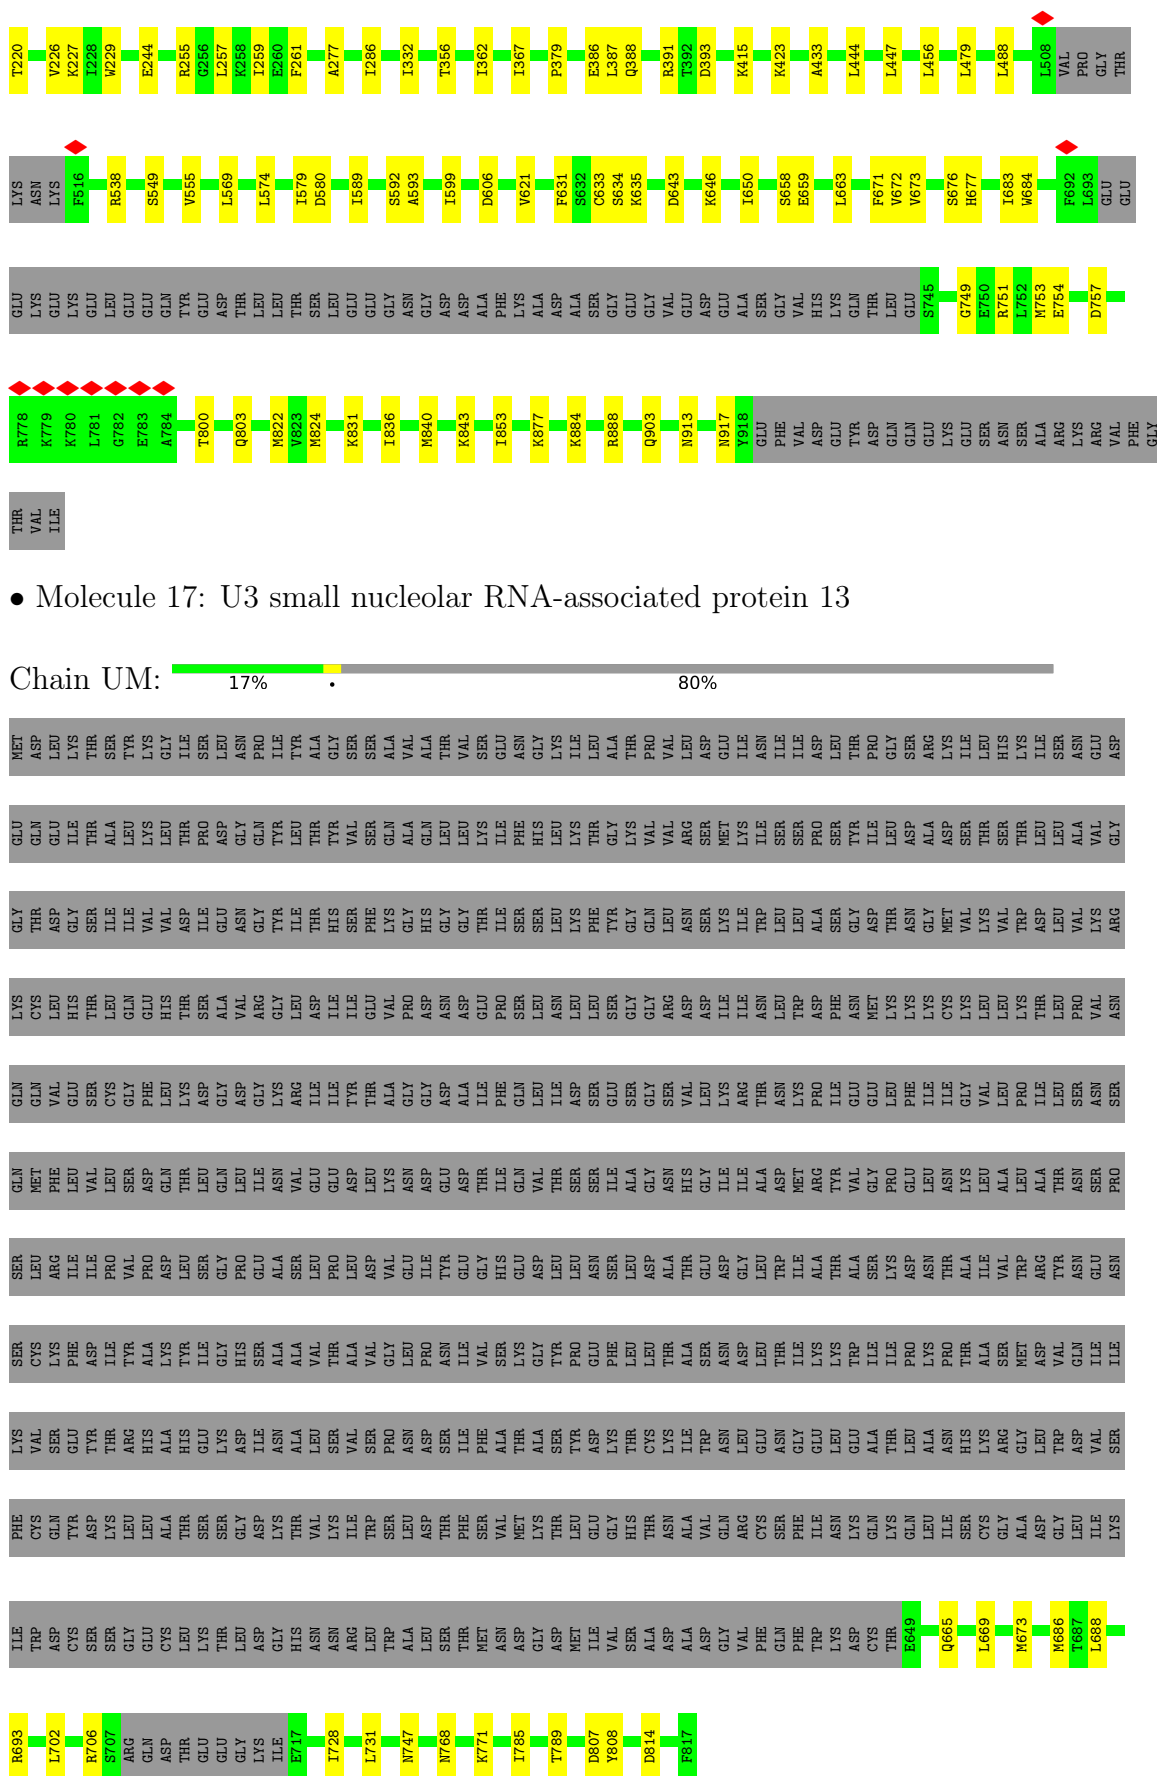 T220 V226 K227 I228 W229 E244 R255 G256 L257 K258 I259 E260 F261 A277 I286 I332 T356 I362 I367 P379 E386 L387 Q388 R391 T392 D393 K415 K423 A433 L444 L447 L456 L479 L488 L508 VAL PRO GLY THR
LYS ASN LYS F516 R538 S549 V555 L569 L574 I579 D580 I589 S592 A593 I599 D606 V621 F631 S632 C633 S634 K635 D643 K646 I650 S658 E659 L663 F671 V672 V673 S676 H677 I683 W684 F692 L693 GLU GLU
GLU LYS GLU LYS GLU LEU GLU GLU GLN TYR GLU ASP THR LEU LEU THR SER LEU GLU GLU GLY ASN GLY ASP ASP ALA PHE LYS ALA ASP ALA SER GLY GLU GLY VAL GLU ASP GLU ALA SER GLY VAL HIS LYS GLN THR LEU GLU S745 G749 E750 R751 L752 M753 E754 D757
R778 K779 K780 L781 G782 E783 A784 T800 Q803 M822 V823 M824 K831 I836 M840 K843 I853 K877 K884 R888 Q903 N913 N917 Y918 GLU PHE VAL ASP GLU TYR ASP GLN GLN GLU LYS GLU SER ASN SER ALA ARG LYS ARG VAL PHE GLY
THR VAL ILE
• Molecule 17: U3 small nucleolar RNA-associated protein 13
Chain UM: 17% • 80%
MET ASP LEU LYS THR SER TYR LYS GLY ILE SER LEU ASN PRO ILE TYR ALA GLY SER SER ALA VAL ALA THR VAL SER GLU ASN GLY LYS ILE LEU ALA THR PRO VAL LEU ASP GLU ILE ASN ILE ILE ASP LEU THR PRO GLY SER ARG LYS ILE LEU HIS LYS ILE SER ASN GLU ASP
GLU GLN GLU ILE THR ALA LEU LYS LEU THR PRO ASP GLY GLN TYR LEU THR TYR VAL SER GLN ALA GLN LEU LEU LYS ILE PHE HIS LEU LYS THR GLY LYS VAL VAL ARG SER MET LYS ILE SER SER PRO SER TYR ILE LEU ASP ALA ASP SER THR SER THR LEU LEU ALA VAL GLY
GLY THR ASP GLY SER ILE ILE VAL VAL ASP ILE GLU ASN GLY TYR ILE THR HIS SER PHE LYS GLY HIS GLY GLY THR ILE SER SER LEU LYS PHE TYR GLY GLN LEU ASN SER LYS ILE TRP LEU LEU ALA SER GLY ASP THR ASN GLY MET VAL LYS VAL TRP ASP LEU VAL LYS ARG
LYS CYS LEU HIS THR LEU GLN GLU HIS THR SER ALA VAL ARG GLY LEU ASP ILE ILE GLU VAL PRO ASP ASN ASP GLU PRO SER LEU ASN LEU LEU SER GLY GLY ARG ASP ASP ILE ILE ASN LEU TRP ASP PHE ASN MET LYS LYS LYS CYS LYS LEU LEU LYS THR LEU PRO VAL ASN
GLN GLN VAL GLU SER CYS GLY PHE LEU LYS ASP GLY ASP GLY LYS ARG ILE ILE TYR THR ALA GLY GLY ASP ALA ILE PHE GLN LEU ILE ASP SER GLU SER GLY SER VAL LEU LYS ARG THR ASN LYS PRO ILE GLU GLU LEU PHE ILE ILE GLY VAL LEU PRO ILE LEU SER ASN SER
GLN MET PHE LEU VAL LEU SER ASP GLN THR LEU GLN LEU ILE ASN VAL GLU GLU ASP LEU LYS ASN ASP GLU ASP THR ILE GLN VAL THR SER SER ILE ALA GLY ASN HIS GLY ILE ILE ALA ASP MET ARG TYR VAL GLY PRO GLU LEU ASN LYS LEU ALA LEU ALA THR ASN SER PRO
SER LEU ARG ILE ILE PRO VAL PRO ASP LEU SER GLY PRO GLU ALA SER LEU PRO LEU ASP VAL GLU ILE TYR GLU GLY HIS GLU ASP LEU LEU ASN SER LEU ASP ALA THR GLU ASP GLY LEU TRP ILE ALA THR ALA SER LYS ASP ASN THR ALA ILE VAL TRP ARG TYR ASN GLU ASN
SER CYS LYS PHE ASP ILE TYR ALA LYS TYR ILE GLY HIS SER ALA ALA VAL THR ALA VAL GLY LEU PRO ASN ILE VAL SER LYS GLY TYR PRO GLU PHE LEU LEU THR ALA SER ASN ASP LEU THR ILE LYS LYS TRP ILE ILE PRO LYS PRO THR ALA SER MET ASP VAL GLN ILE ILE
LYS VAL SER GLU TYR THR ARG HIS ALA HIS GLU LYS ASP ILE ASN ALA LEU SER VAL SER PRO ASN ASP SER ILE PHE ALA THR ALA SER TYR ASP LYS THR CYS LYS ILE TRP ASN LEU GLU ASN GLY GLU LEU GLU ALA THR LEU ALA ASN HIS LYS ARG GLY LEU TRP ASP VAL SER
PHE CYS GLN TYR ASP LYS LEU LEU ALA THR SER SER GLY ASP LYS THR VAL LYS ILE TRP SER LEU ASP THR PHE SER VAL MET LYS THR LEU GLU GLY HIS THR ASN ALA VAL GLN ARG CYS SER PHE ILE ASN LYS GLN LYS GLN LEU ILE SER CYS GLY ALA ASP GLY LEU ILE LYS
ILE TRP ASP CYS SER SER GLY GLU CYS LEU LYS THR LEU ASP GLY HIS ASN ASN ARG LEU TRP ALA LEU SER THR MET ASN ASP GLY ASP MET ILE VAL SER ALA ASP ALA ASP GLY VAL PHE GLN PHE TRP LYS ASP CYS THR E649 Q665 L669 M673 M686 T687 L688
R693 L702 R706 S707 ARG GLN ASP THR GLU GLU GLY LYS ILE E717 I728 L731 N747 N768 K771 I785 T789 D807 Y808 D814 F817